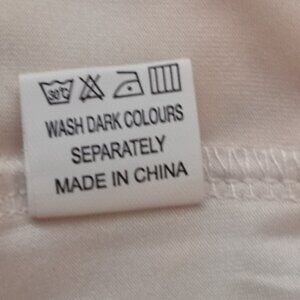 30°C
WASH DARK COLOURS
SEPARATELY
MADE IN CHINA